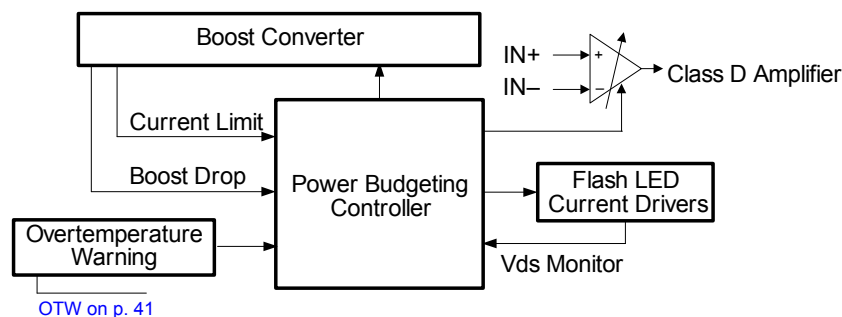 Boost Converter
IN+
IN–
+
–
Class D Amplifier
Current Limit
Boost Drop
Power Budgeting
Controller
Flash LED
Current Drivers
Overtemperature
Warning
Vds Monitor
OTW on p. 41